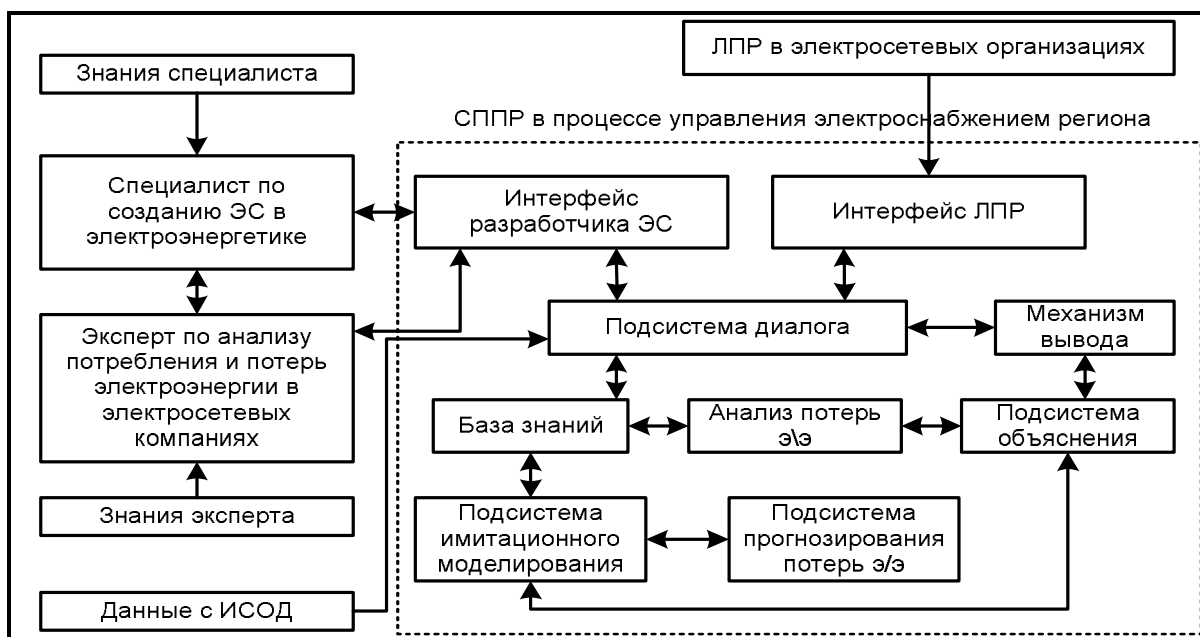 ЛПР в электросетевых организациях
Знания специалиста
СППР в процессе управления электроснабжением региона
Специалист по
созданию ЭС в
электроэнергетике
Интерфейс
разработчика ЭС
Интерфейс ЛПР
Эксперт по анализу
потребления и потерь
электроэнергии в
электросетевых
компаниях
Подсистема диалога
Механизм
вывода
База знаний
Анализ потерь
э\э
Подсистема
объяснения
Знания эксперта
Подсистема
имитационного
моделирования
Подсистема
прогнозирования
потерь э/э
Данные с ИСОД